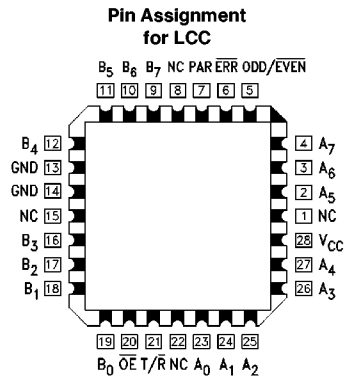 Pin Assignment
for LCC
B5 B6 B7 NC PAR E̅R̅R̅ ODD/E̅V̅E̅N̅
11 10 9 8 7 6 5
B4 12
GND 13
GND 14
NC 15
B3 16
B2 17
B1 18
4 A7
3 A6
2 A5
1 NC
28 VCC
27 A4
26 A3
19 20 21 22 23 24 25
B0 O̅E̅ T/R̅ NC A0 A1 A2